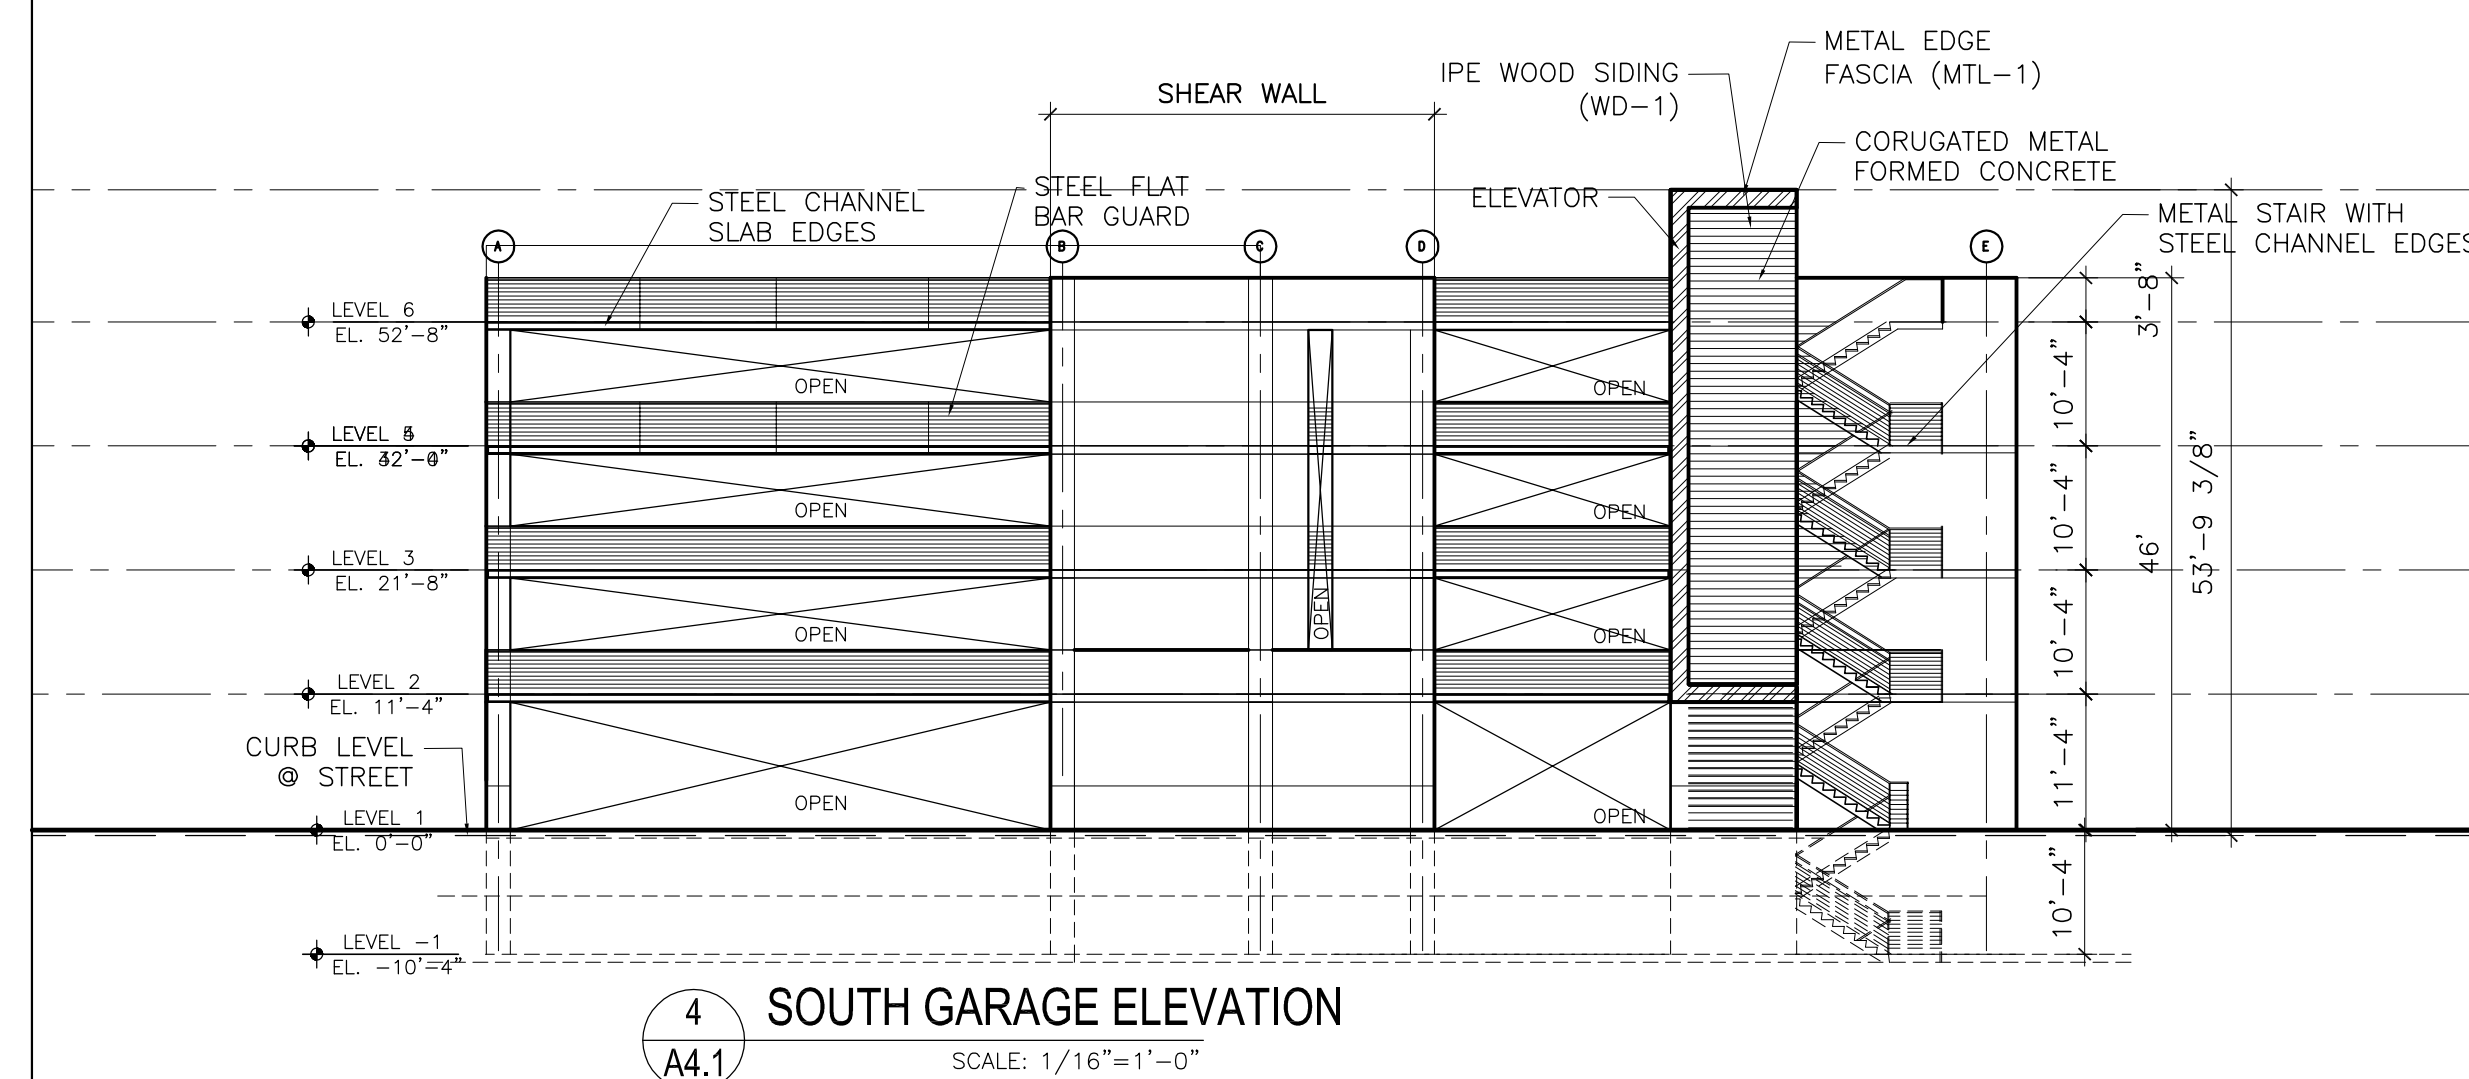 METAL EDGE
FASCIA (MTL-1)
IPE WOOD SIDING
(WD-1)
SHEAR WALL
CORUGATED METAL
FORMED CONCRETE
STEEL FLAT
BAR GUARD
STEEL CHANNEL
SLAB EDGES
ELEVATOR
METAL STAIR WITH
STEEL CHANNEL EDGES
A
B
C
D
E
LEVEL 6
EL. 52'-8"
OPEN
OPEN
LEVEL
EL.
OPEN
OPEN
LEVEL 3
EL. 21'-8"
OPEN
OPEN
OPEN
LEVEL 2
EL. 11'-4"
CURB LEVEL
@ STREET
OPEN
OPEN
LEVEL 1
EL. 0'-0"
LEVEL -1
EL. -10'-4"
3'-8"
10'-4"
10'-4"
10'-4"
11'-4"
10'-4"
46'
53'-9 3/8"
4
A4.1
SOUTH GARAGE ELEVATION
SCALE: 1/16"=1'-0"